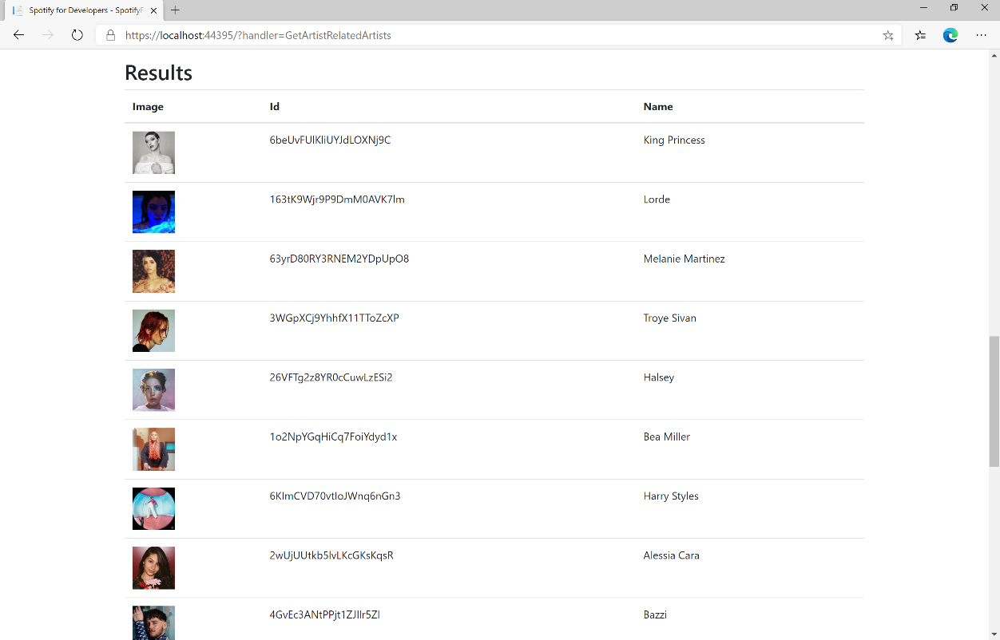 Spotify for Developers - SpotifyF
https://localhost:44395/?handler=GetArtistRelatedArtists
Results
Image Id Name
6beUvFUlKliUYJdLOXNj9C King Princess
163tK9Wjr9P9DmM0AVK7lm Lorde
63yrD80RY3RNEM2YDpUpO8 Melanie Martinez
3WGpXCj9YhhfX11TToZcXP Troye Sivan
26VFTg2z8YR0cCuwLzESi2 Halsey
1o2NpYGqHiCq7FoiYdyd1x Bea Miller
6KImCVD70vtIoJWnq6nGn3 Harry Styles
2wUjUUtkb5lvLKcGKsKqsR Alessia Cara
4GvEc3ANtPPjt1ZJllr5Zl Bazzi